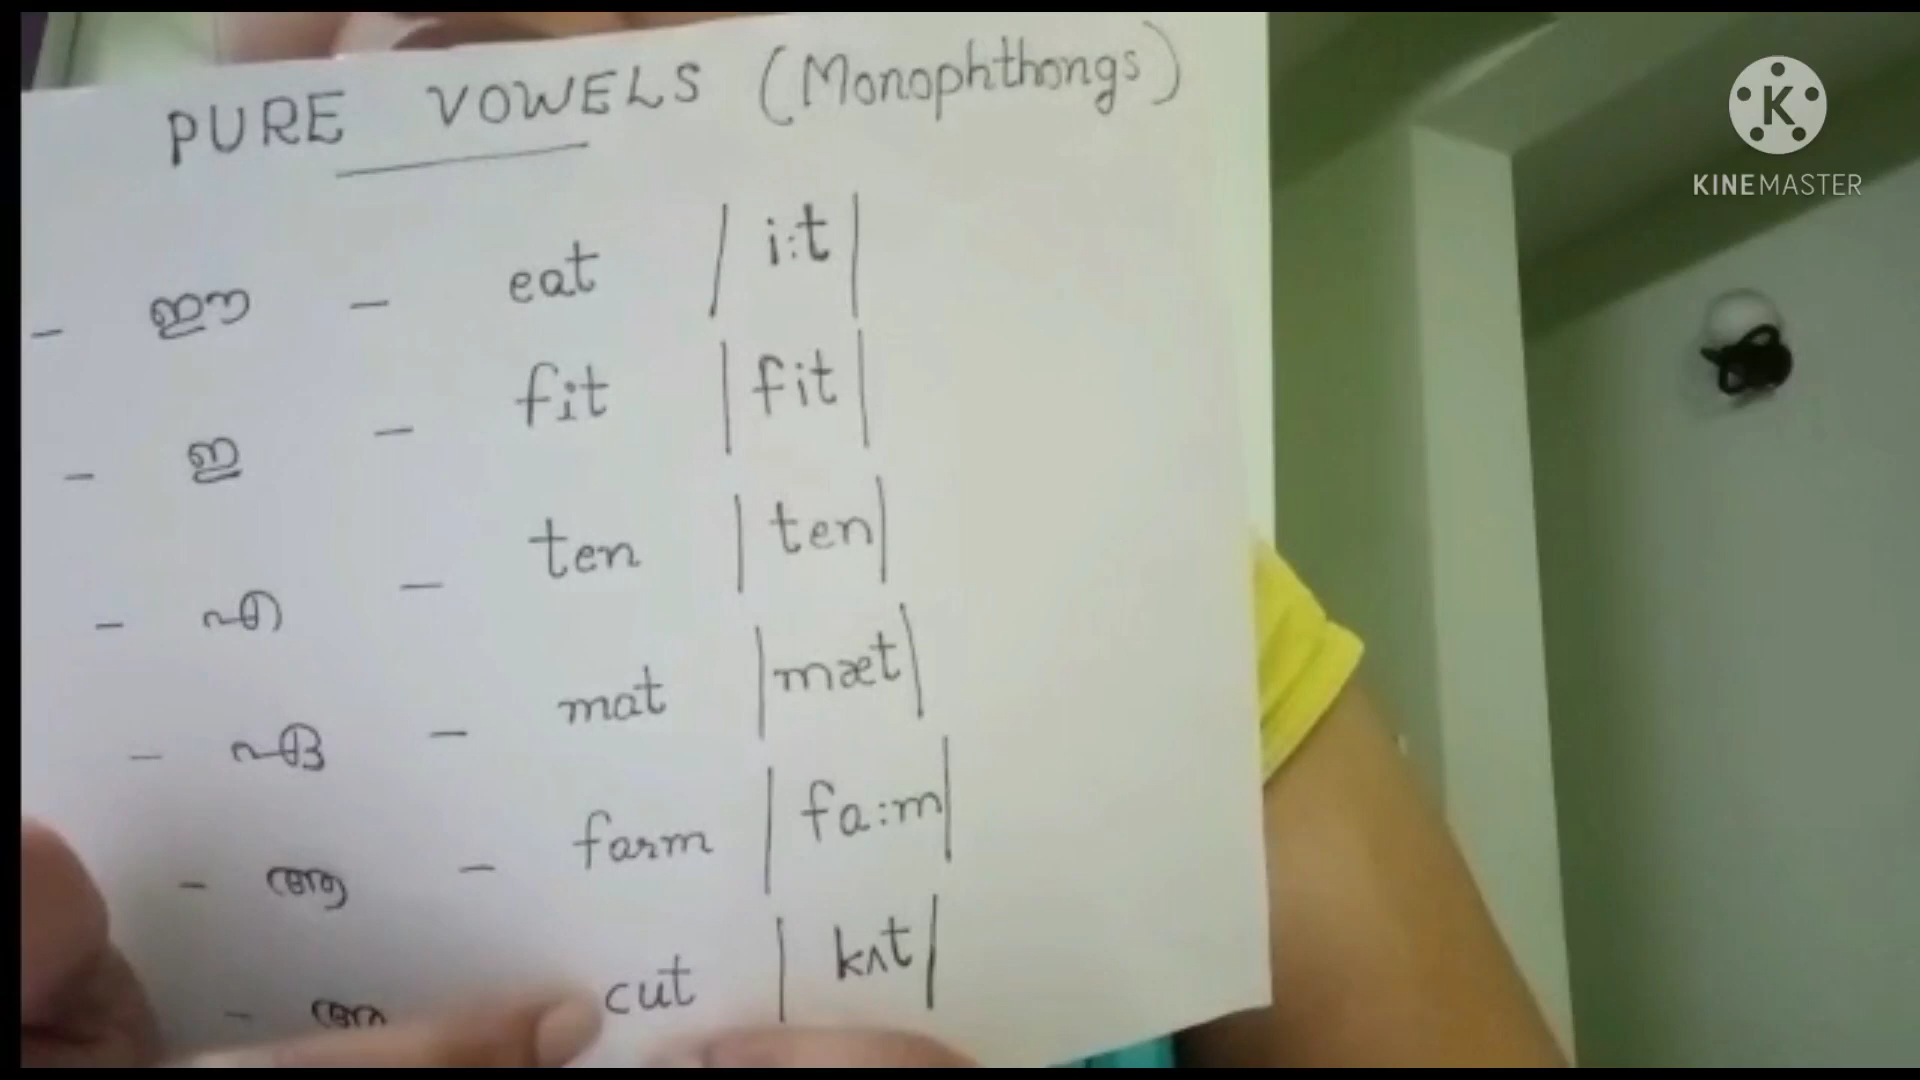 PURE VOWELS (Monophthongs)
- ഈ - eat /i:t/
- ഇ - fit /fit/
- എ - ten /ten/
- ഏ - mat /mæt/
- ആ - farm /fa:m/
- അ - cut /kʌt/
K
KINEMASTER